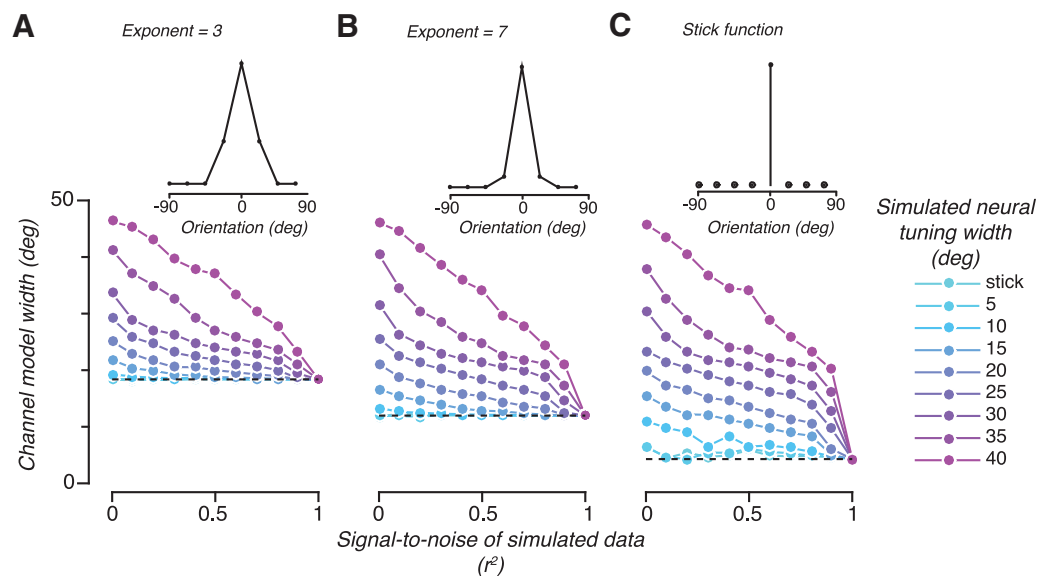 A
Exponent = 3
B
Exponent = 7
C
Stick function
-90
0
90
Orientation (deg)
-90
0
90
Orientation (deg)
-90
0
90
Orientation (deg)
50
0
Channel model width (deg)
0
0.5
1
0
0.5
1
0
0.5
1
Signal-to-noise of simulated data
(r²)
Simulated neural
tuning width
(deg)
stick
5
10
15
20
25
30
35
40